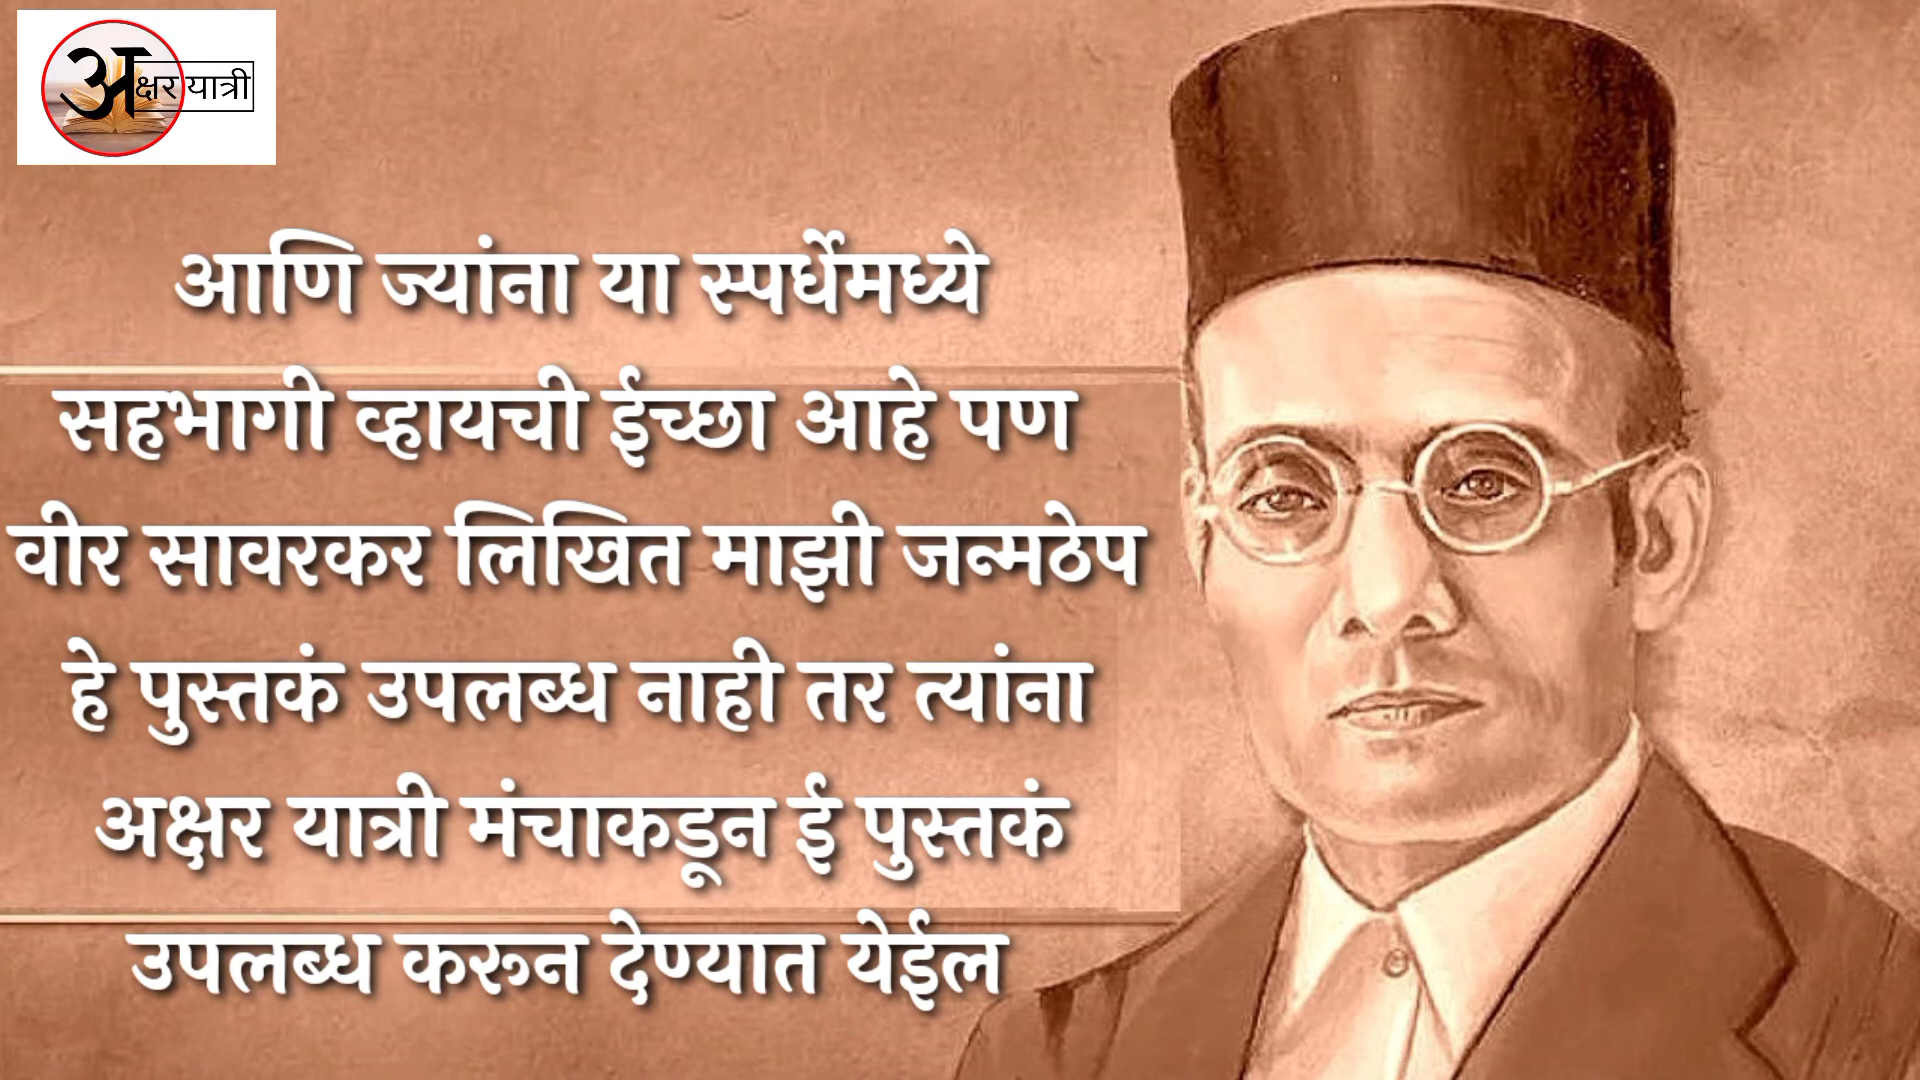 अक्षर यात्री
आणि ज्यांना या स्पर्धेमध्ये
सहभागी व्हायची ईच्छा आहे पण
वीर सावरकर लिखित माझी जन्मठेप
हे पुस्तकं उपलब्ध नाही तर त्यांना
अक्षर यात्री मंचाकडून ई पुस्तकं
उपलब्ध करून देण्यात येईल